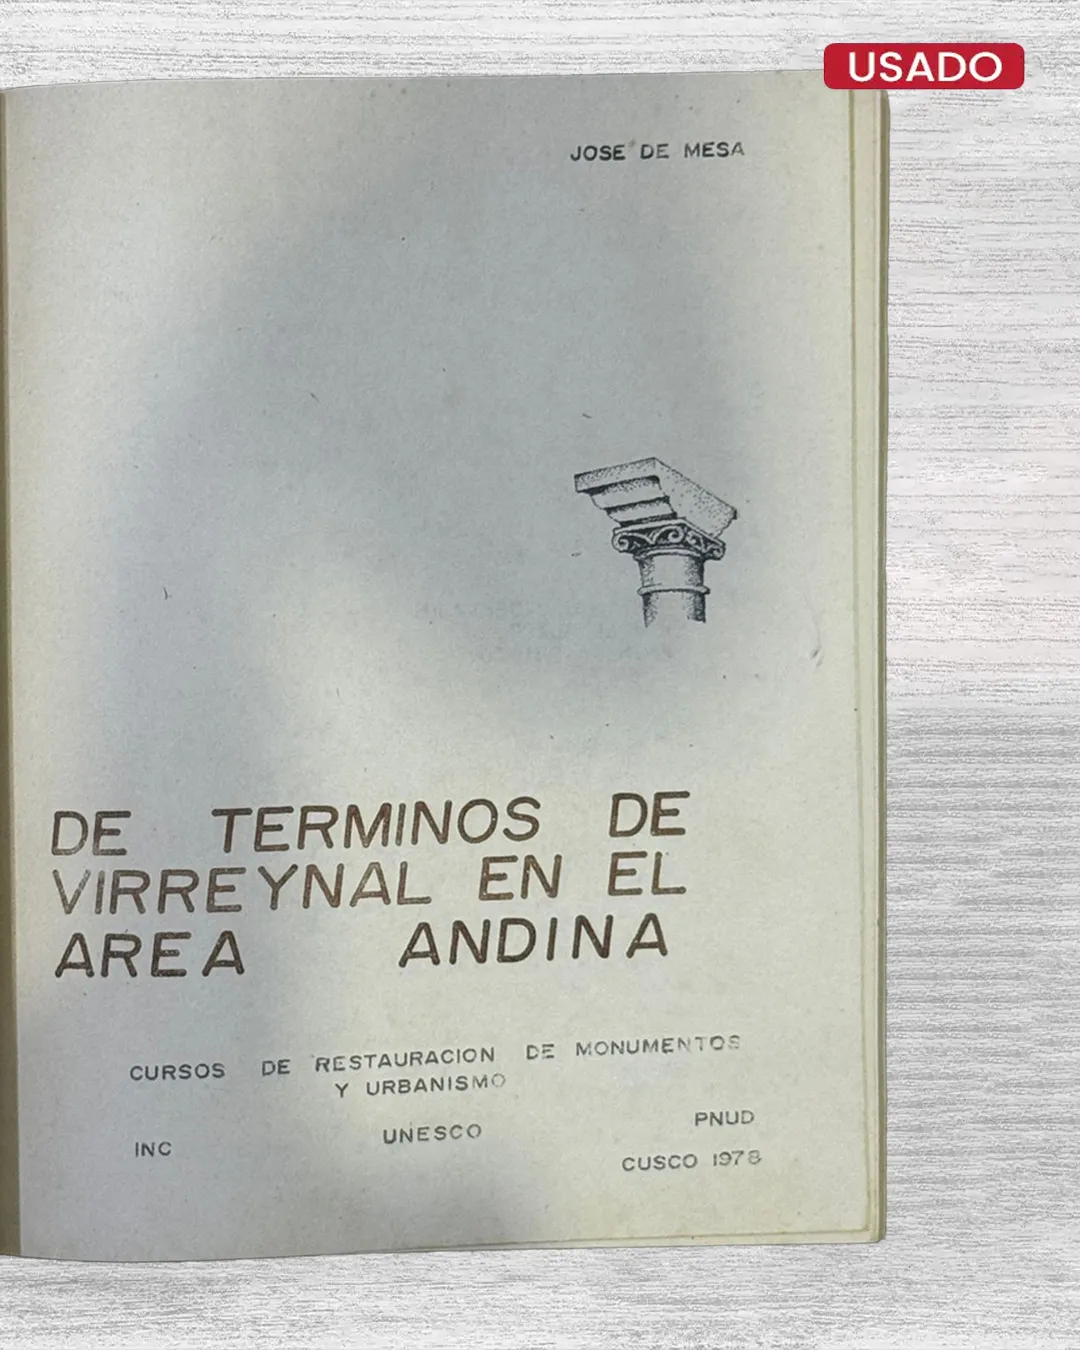 USADO
JOSE DE MESA
DE TERMINOS DE
VIRREYNAL EN EL
AREA ANDINA
CURSOS DE RESTAURACION DE MONUMENTOS
Y URBANISMO
INC UNESCO PNUD
CUSCO 1978